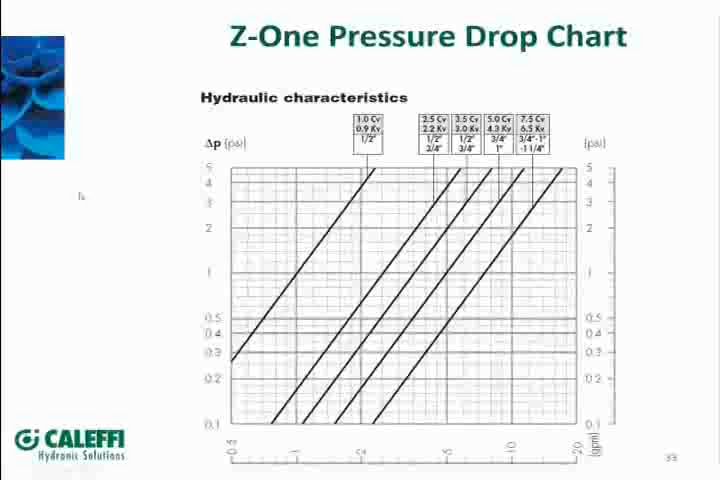 Z-One Pressure Drop Chart
Hydraulic characteristics
1.0 Cv 2.5 Cv 3.5 Cv 5.0 Cv 7.5 Cv
0.9 Kv 2.2 Kv 3.0 Kv 4.3 Kv 6.5 Kv
1/2" 1/2" 1/2" 3/4" 3/4"-1"
3/4" 3/4" 1" -1 1/4"
Δp (psi) (psi)
5 5
4 4
3 3
2 2
1 1
0.5 0.5
0.4 0.4
0.3 0.3
0.2 0.2
0.1 0.1
0.5 1 2 5 10 20 (gpm)
CALEFFI
Hydronic Solutions